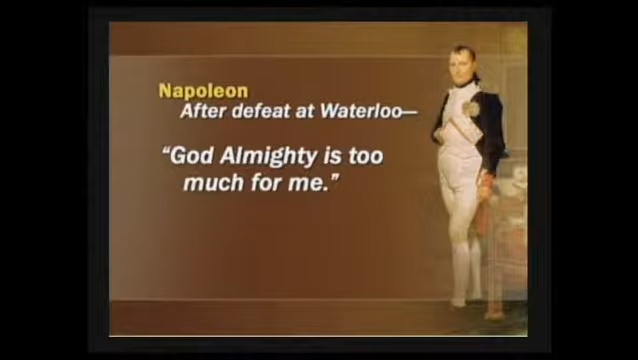 Napoleon
After defeat at Waterloo—
“God Almighty is too
much for me.”